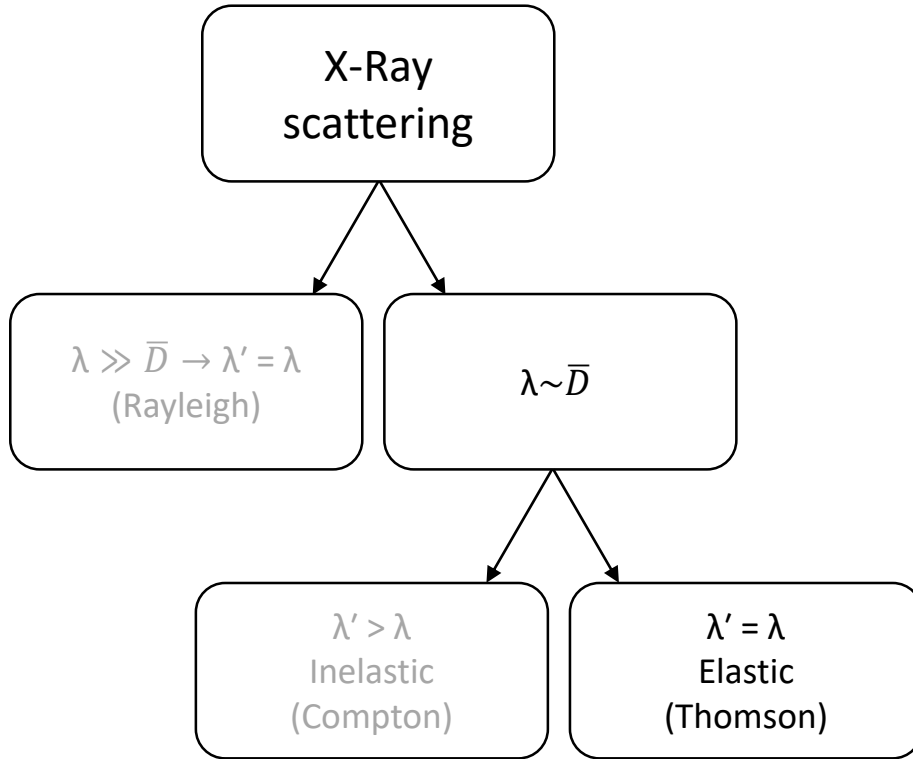 X-Ray
scattering
λ ≫ D̅ → λ′ = λ
(Rayleigh)
λ~D̅
λ′ > λ
Inelastic
(Compton)
λ′ = λ
Elastic
(Thomson)